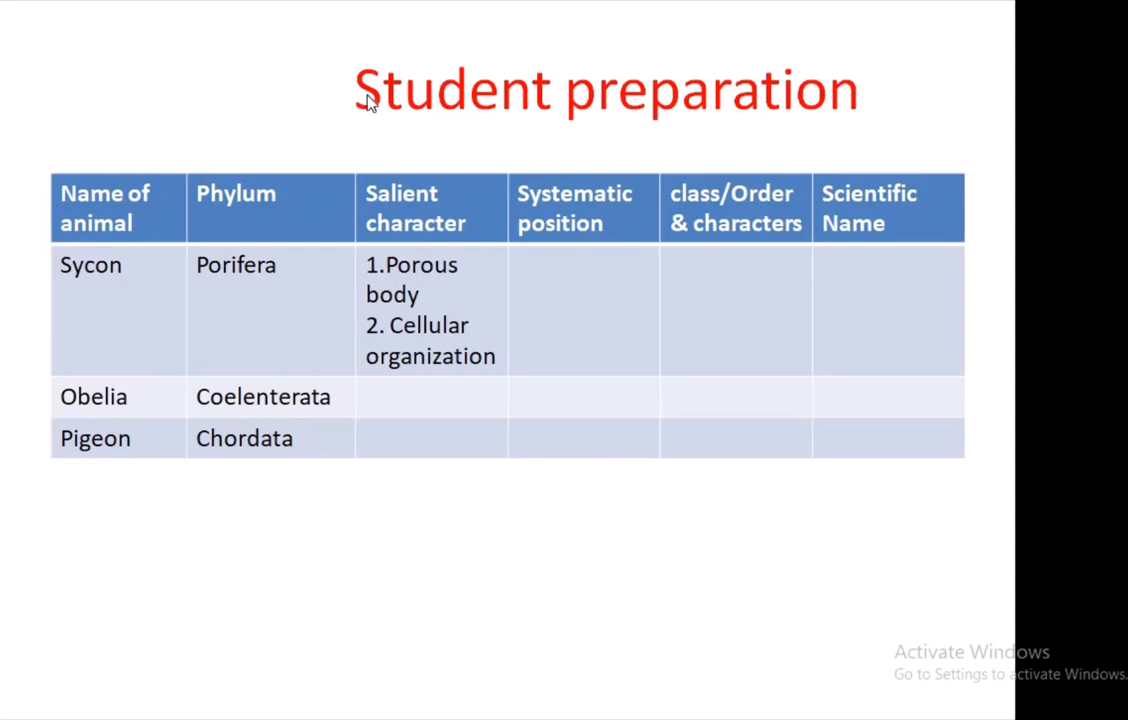 Student preparation
Name of animal | Phylum | Salient character | Systematic position | class/Order & characters | Scientific Name
Sycon | Porifera | 1.Porous body 2. Cellular organization
Obelia | Coelenterata
Pigeon | Chordata
Activate Windows
Go to Settings to activate Windows.